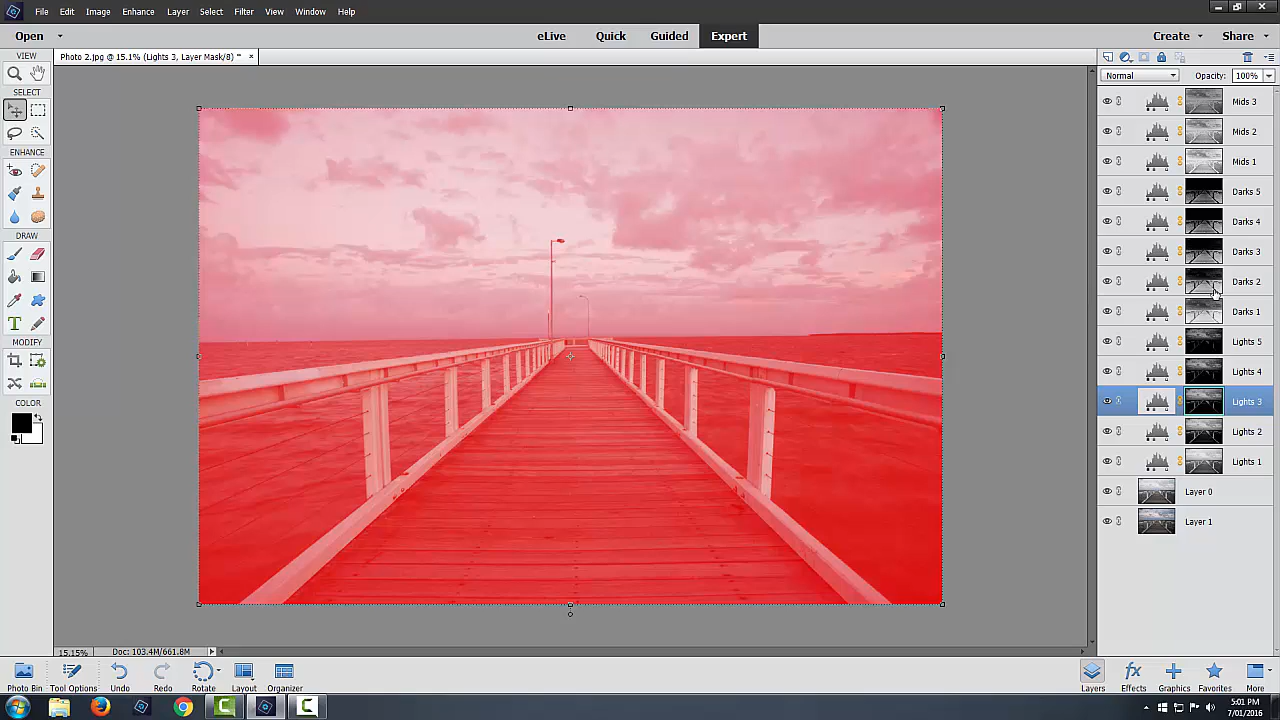 File Edit Image Enhance Layer Select Filter View Window Help
Open eLive Quick Guided Expert Create Share
Photo 2.jpg @ 15.1% (Lights 3, Layer Mask/8) * ×
VIEW
SELECT
ENHANCE
DRAW
MODIFY
COLOR
Normal Opacity: 100%
Mids 3
Mids 2
Mids 1
Darks 5
Darks 4
Darks 3
Darks 2
Darks 1
Lights 5
Lights 4
Lights 3
Lights 2
Lights 1
Layer 0
Layer 1
15.15% Doc: 103.4M/661.8M
Photo Bin Tool Options Undo Redo Rotate Layout Organizer Layers Effects Graphics Favorites More
5:01 PM
7/01/2016